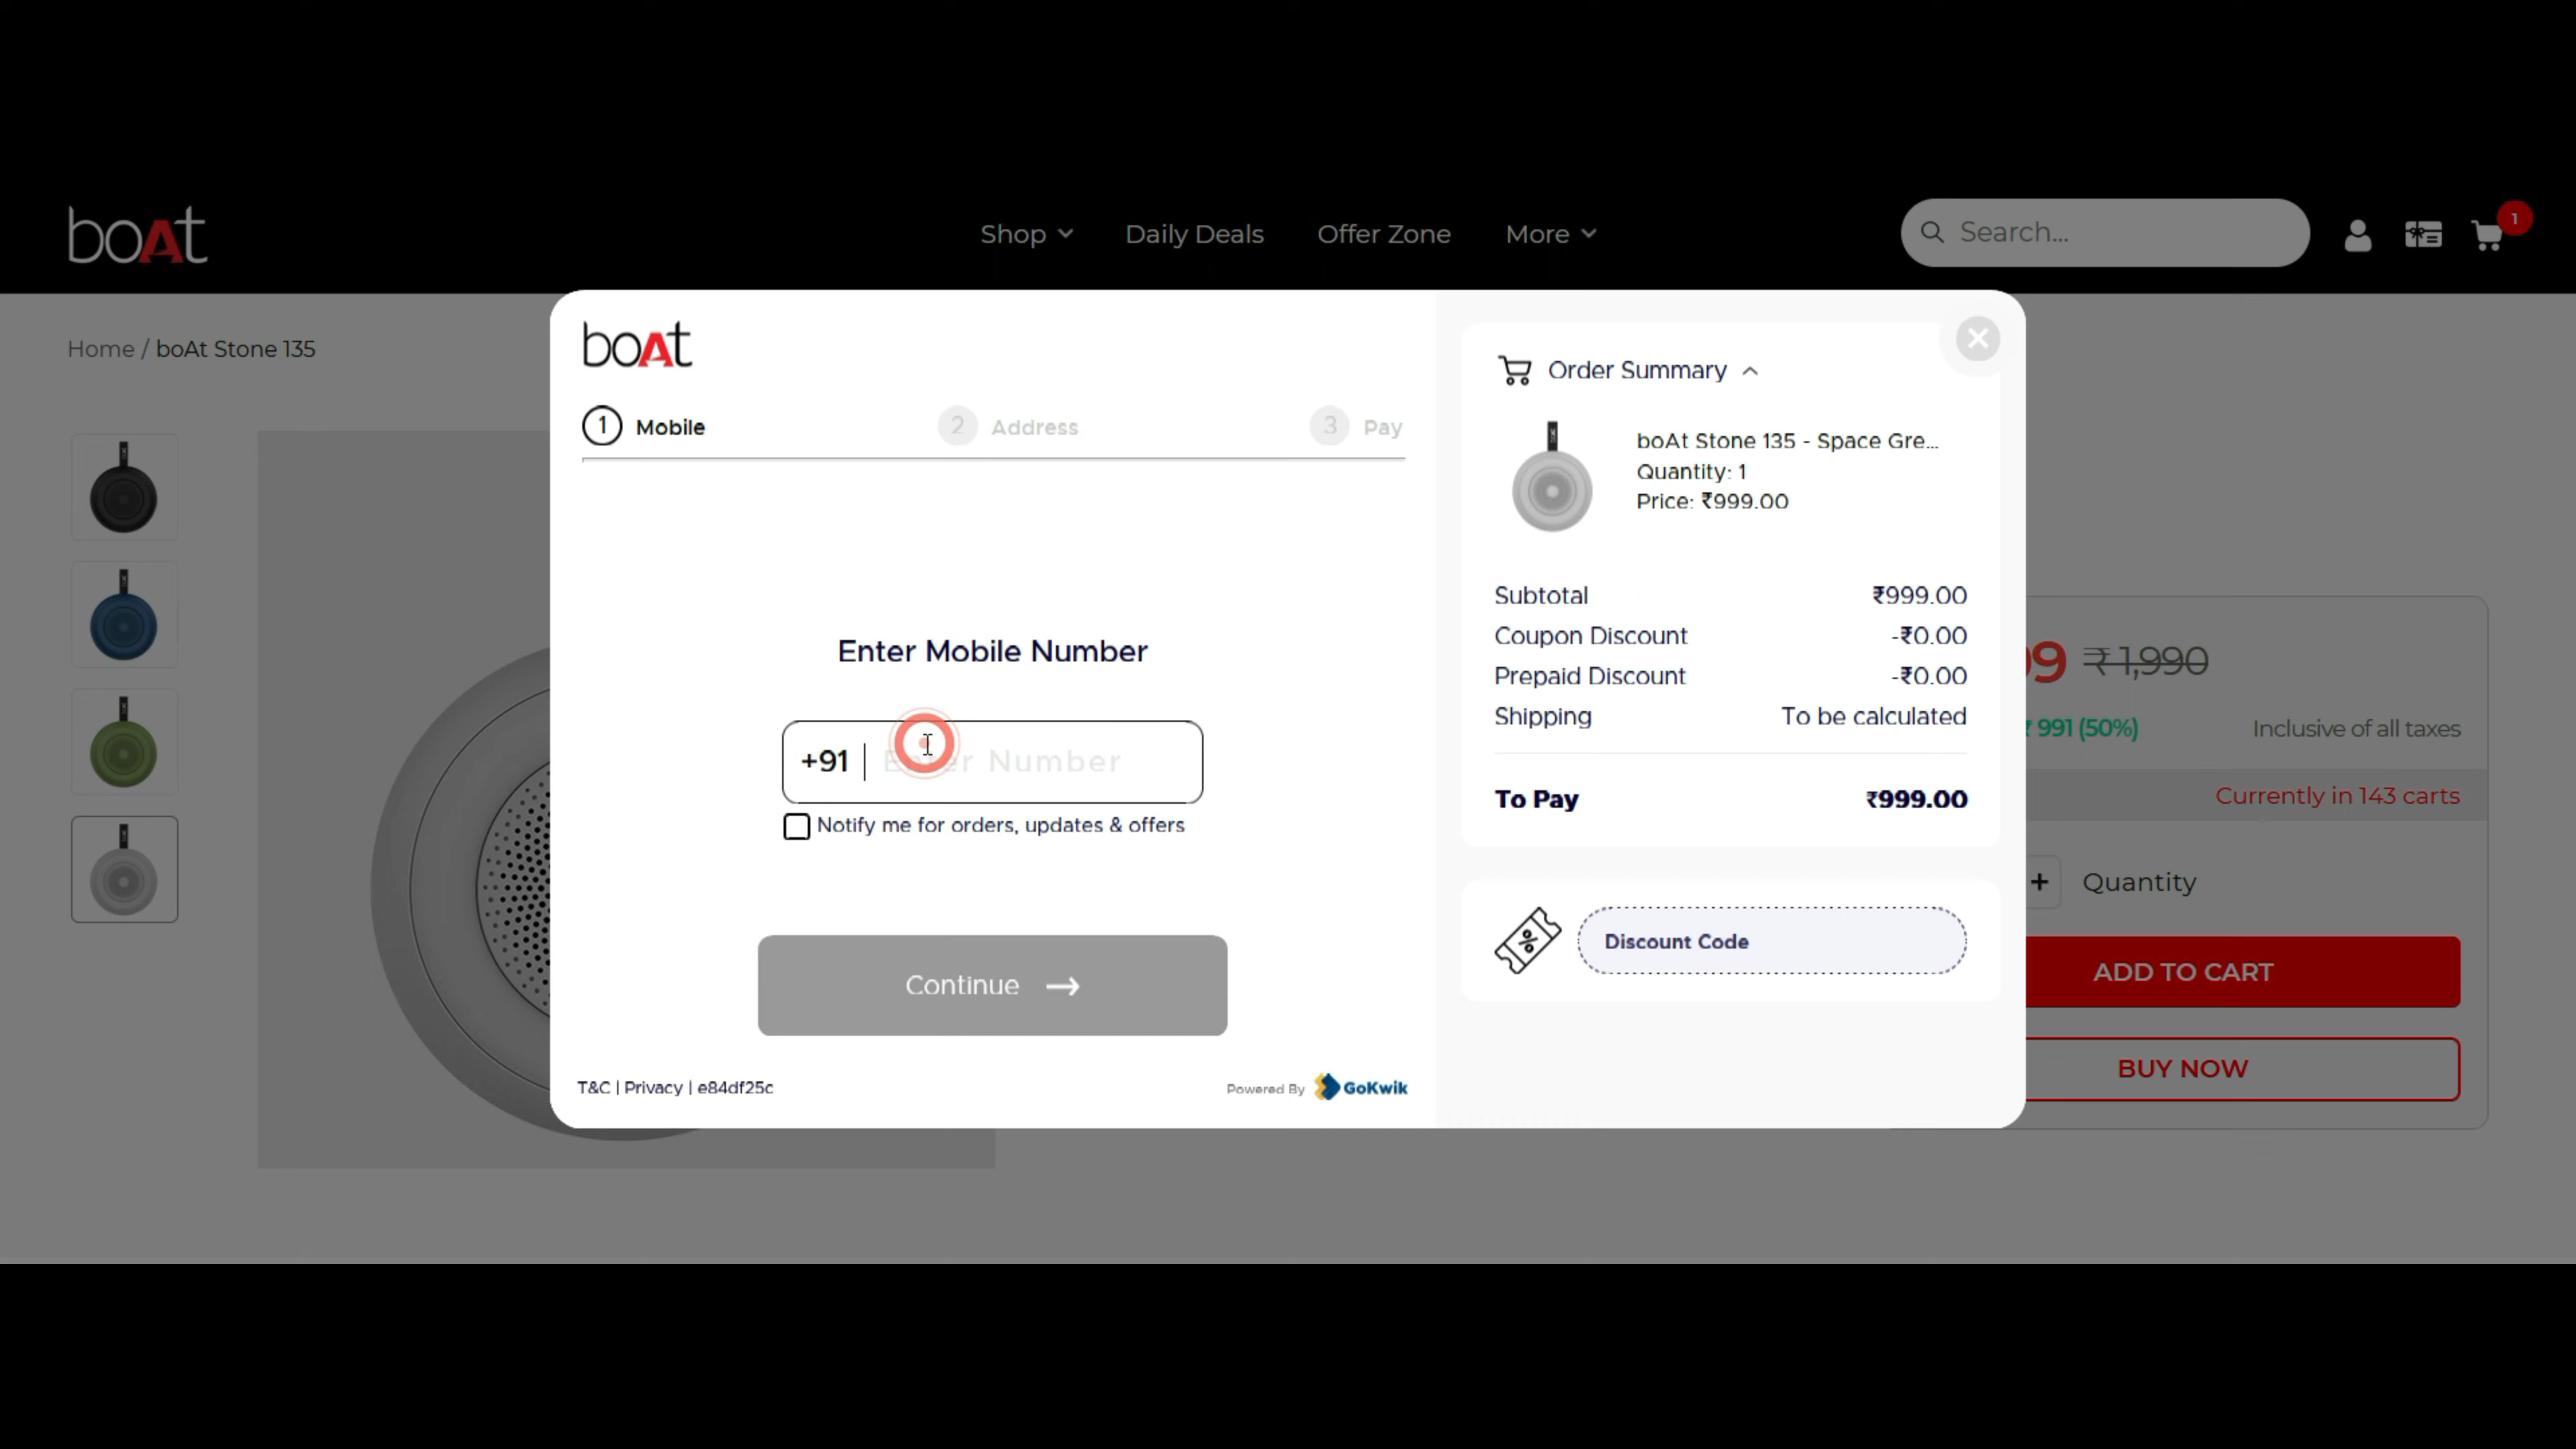 boAt
Shop
Daily Deals
Offer Zone
More
Search...
1
Home / boAt Stone 135
boAt
1 Mobile
2 Address
3 Pay
Enter Mobile Number
+91
Enter Number
Notify me for orders, updates & offers
Continue →
T&C | Privacy | e84df25c
Powered By GoKwik
Order Summary
boAt Stone 135 - Space Gre...
Quantity: 1
Price: ₹999.00
Subtotal ₹999.00
Coupon Discount -₹0.00
Prepaid Discount -₹0.00
Shipping To be calculated
To Pay ₹999.00
Discount Code
₹ 1,990
₹ 991 (50%) Inclusive of all taxes
Currently in 143 carts
+ Quantity
ADD TO CART
BUY NOW